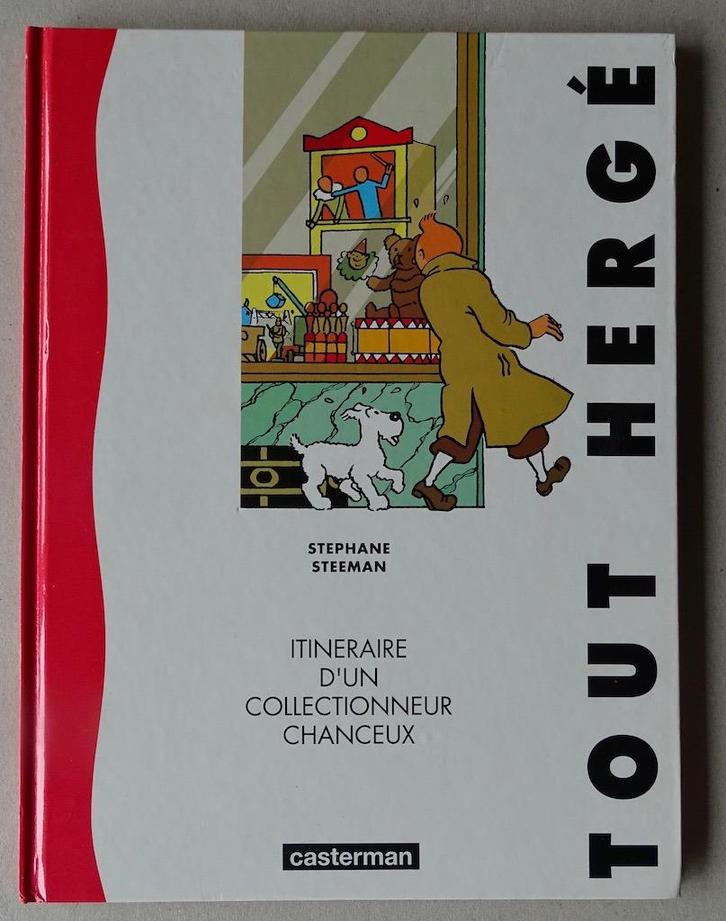 TOUT HERGÉ
STEPHANE
STEEMAN
ITINERAIRE
D'UN
COLLECTIONNEUR
CHANCEUX
casterman